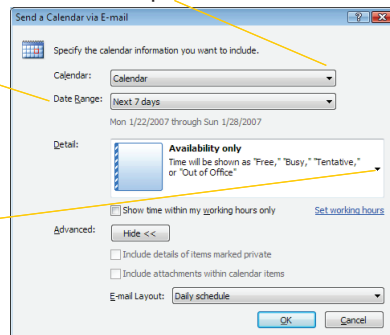 Send a Calendar via E-mail
Specify the calendar information you want to include.
Calendar:
Calendar
Date Range:
Next 7 days
Mon 1/22/2007 through Sun 1/28/2007
Detail:
Availability only
Time will be shown as "Free," "Busy," "Tentative,"
or "Out of Office"
Show time within my working hours only
Set working hours
Advanced:
Hide <<
Include details of items marked private
Include attachments within calendar items
E-mail Layout:
Daily schedule
OK
Cancel